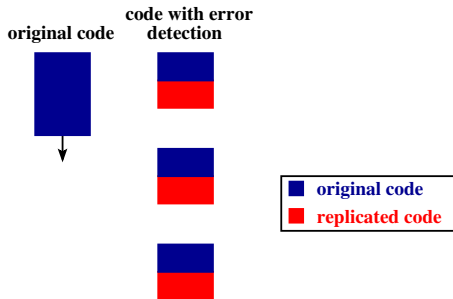 original code
code with error
detection
original code
replicated code